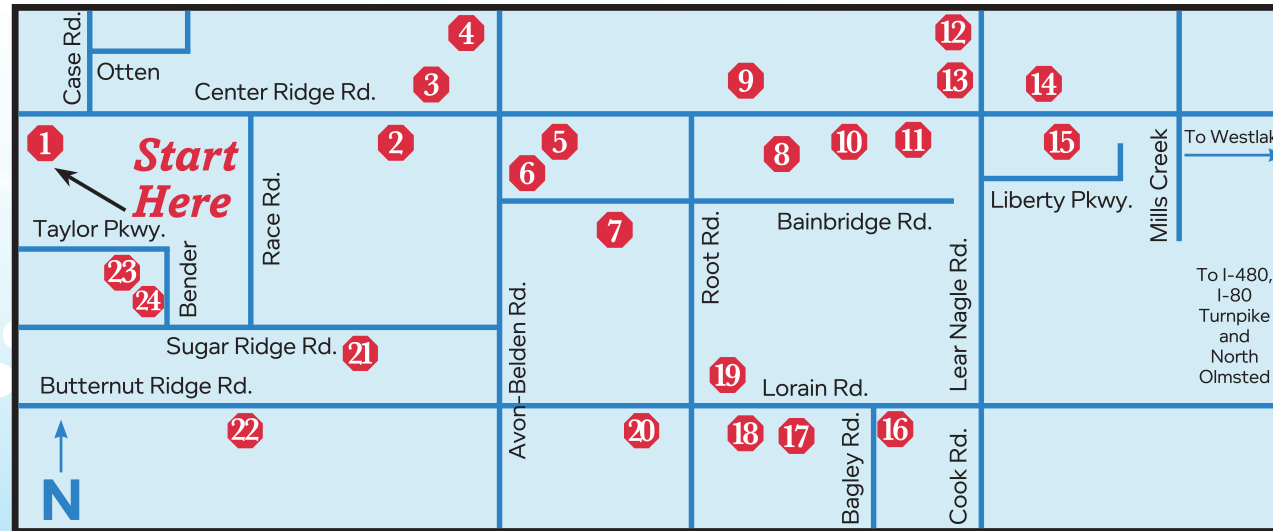 Case Rd.
Otten
Center Ridge Rd.
4
3
12
9
13
14
1
Start
Here
2
5
6
8
10
11
15
To Westlak
Liberty Pkwy.
Mills Creek
Taylor Pkwy.
Race Rd.
Bender
7
Root Rd.
Bainbridge Rd.
Lear Nagle Rd.
23
24
Avon-Belden Rd.
To I-480,
I-80
Turnpike
and
North
Olmsted
Sugar Ridge Rd.
21
Butternut Ridge Rd.
19
Lorain Rd.
22
20
18
17
16
Bagley Rd.
Cook Rd.
N